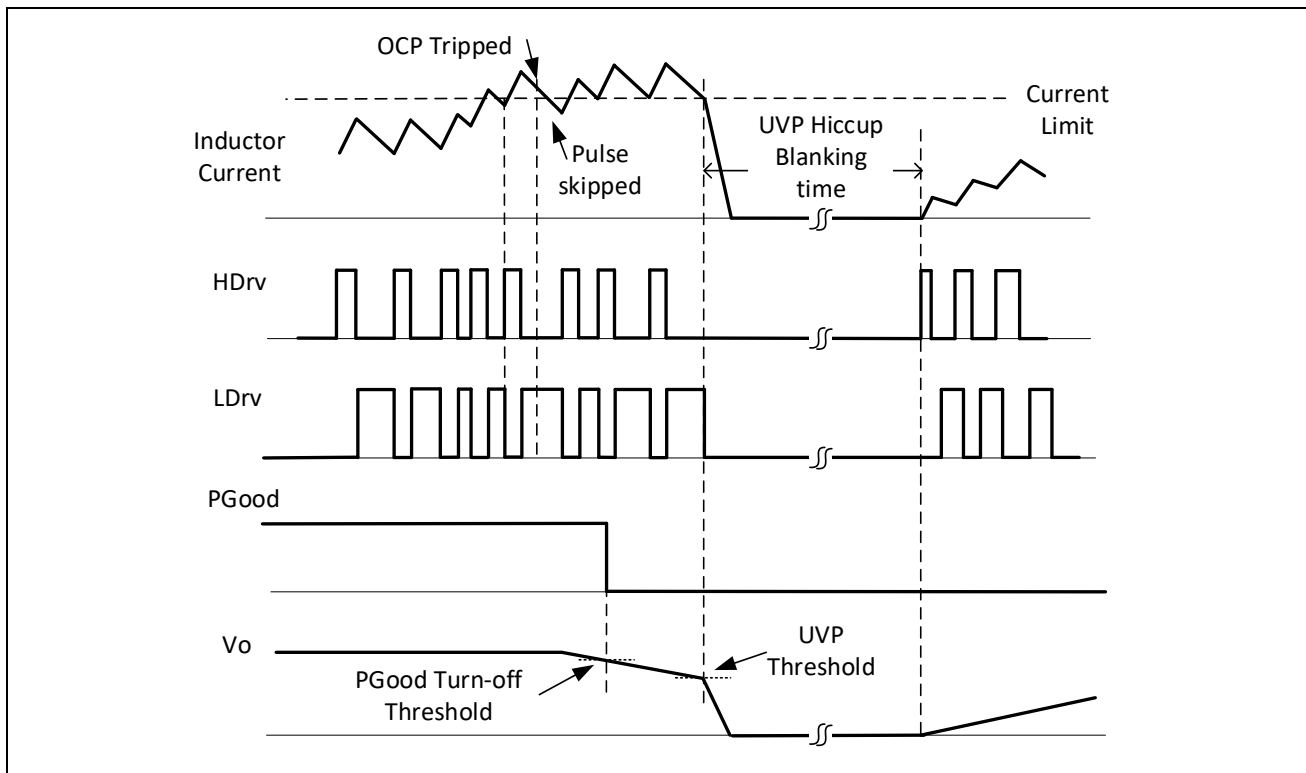 OCP Tripped
Current
Limit
UVP Hiccup
Blanking
time
Inductor
Current
Pulse
skipped
HDrv
LDrv
PGood
Vo
UVP
Threshold
PGood Turn-off
Threshold